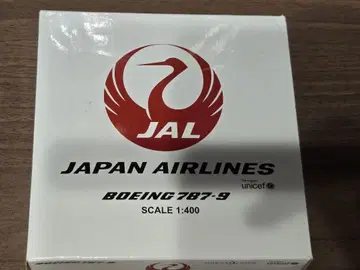 JAL
JAPAN AIRLINES
unicef
BOEING 787-9
SCALE 1:400